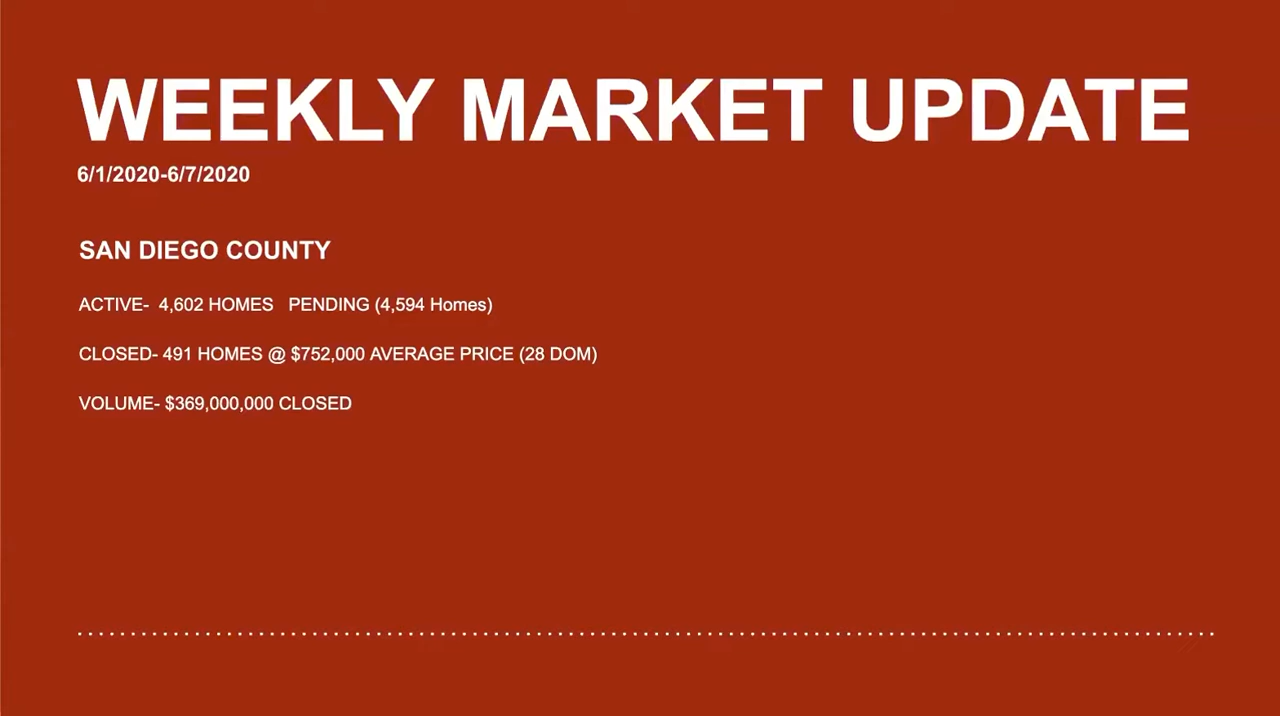 WEEKLY MARKET UPDATE
6/1/2020-6/7/2020
SAN DIEGO COUNTY
ACTIVE-  4,602 HOMES   PENDING (4,594 Homes)
CLOSED- 491 HOMES @ $752,000 AVERAGE PRICE (28 DOM)
VOLUME- $369,000,000 CLOSED